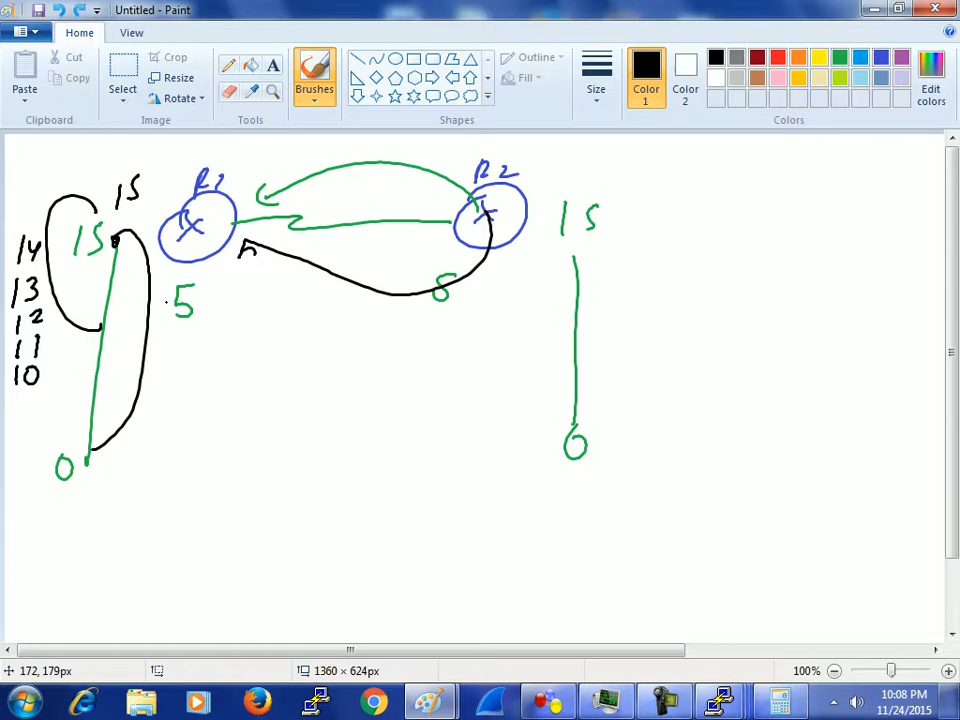 Untitled - Paint
Home
View
Paste
Cut
Copy
Clipboard
Select
Crop
Resize
Rotate
Image
Tools
Brushes
Shapes
Outline
Fill
Size
Color 1
Color 2
Edit colors
Colors
R1
R2
15
15
15
14
13
12
11
10
5
8
0
0
172, 179px
1360 × 624px
100%
10:08 PM
11/24/2015